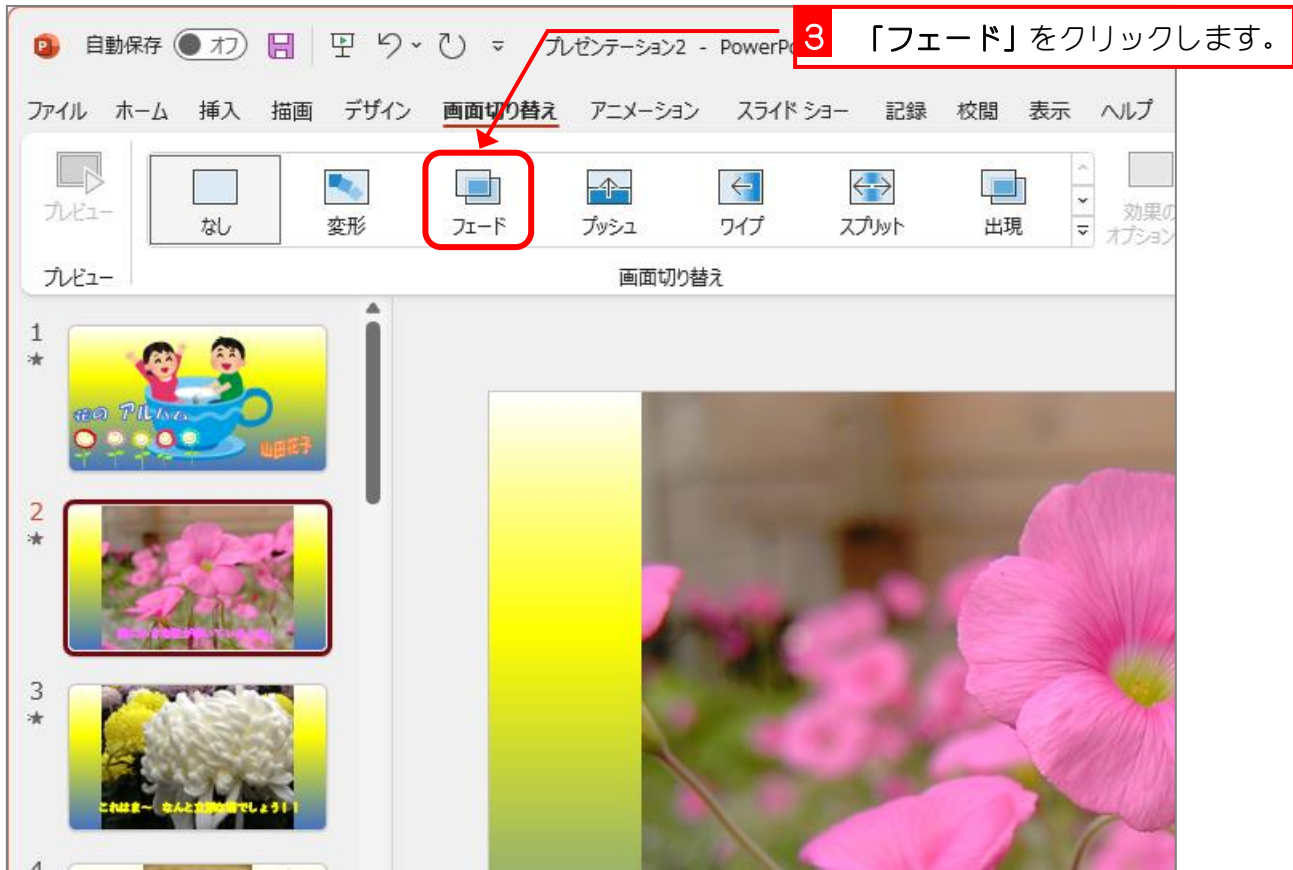 自動保存 オフ プレゼンテーション2 - PowerPo
3 「フェード」をクリックします。
ファイル ホーム 挿入 描画 デザイン 画面切り替え アニメーション スライド ショー 記録 校閲 表示 ヘルプ
プレビュー
なし 変形 フェード プッシュ ワイプ スプリット 出現
効果の
オプション
プレビュー 画面切り替え
1
花の アルバム
山田花子
2
3
これはま～ なんと立派な菊でしょう！！
4